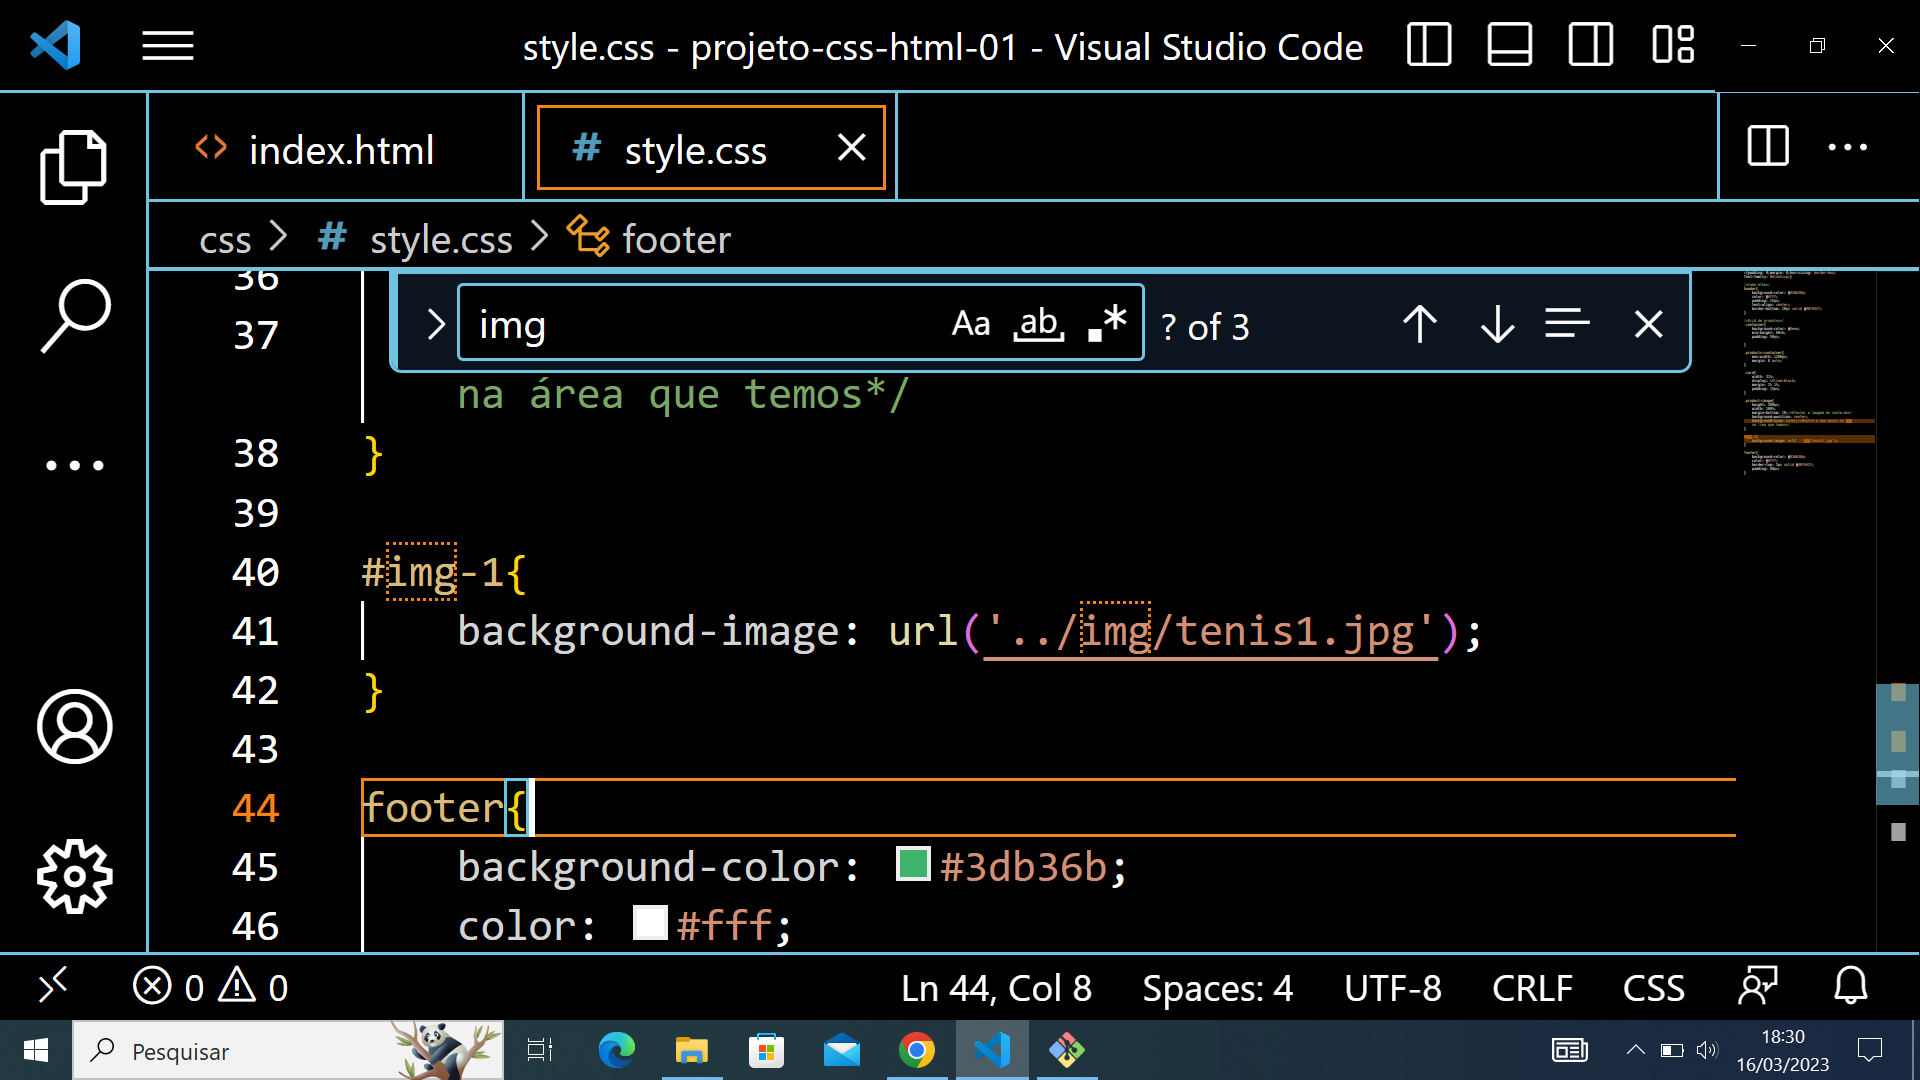 style.css - projeto-css-html-01 - Visual Studio Code
<> index.html
# style.css
css > # style.css > footer
36
img Aa ab .* ? of 3
37
na área que temos*/
38 }
39
40 #img-1{
41 background-image: url('../img/tenis1.jpg');
42 }
43
44 footer{
45 background-color: #3db36b;
46 color: #fff;
0 0 Ln 44, Col 8 Spaces: 4 UTF-8 CRLF CSS
Pesquisar
18:30
16/03/2023